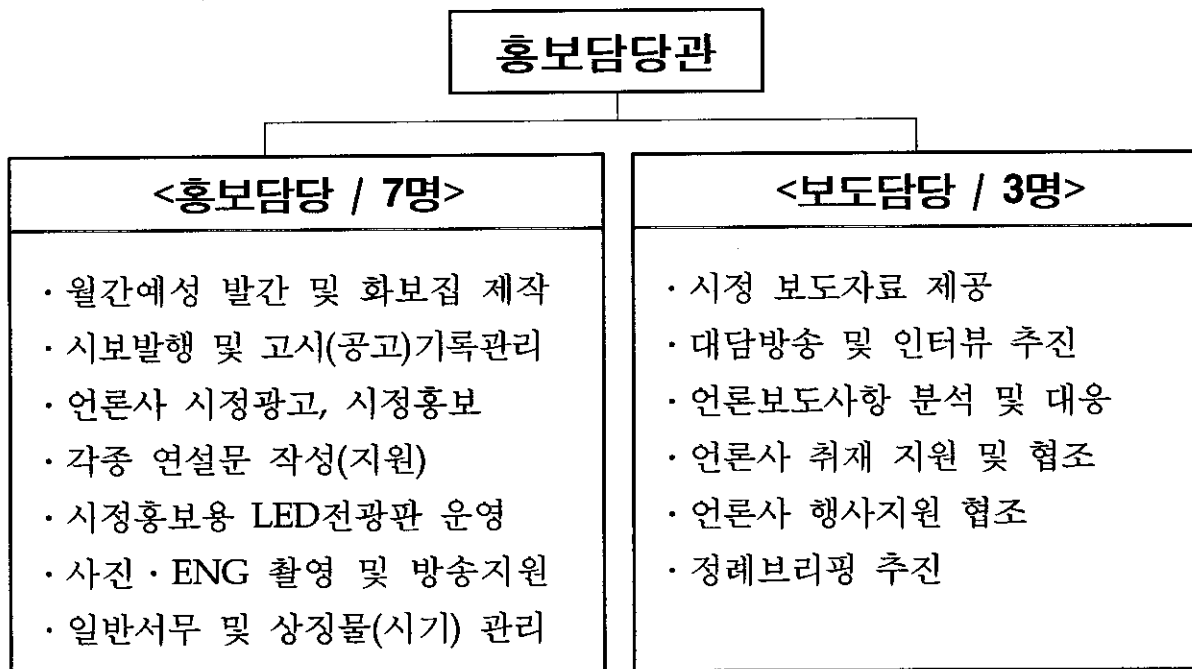 홍보담당관
<홍보담당 / 7명>
· 월간예성 발간 및 화보집 제작
· 시보발행 및 고시(공고)기록관리
· 언론사 시정광고, 시정홍보
· 각종 연설문 작성(지원)
· 시정홍보용 LED전광판 운영
· 사진 · ENG 촬영 및 방송지원
· 일반서무 및 상징물(시기) 관리
<보도담당 / 3명>
· 시정 보도자료 제공
· 대담방송 및 인터뷰 추진
· 언론보도사항 분석 및 대응
· 언론사 취재 지원 및 협조
· 언론사 행사지원 협조
· 정례브리핑 추진